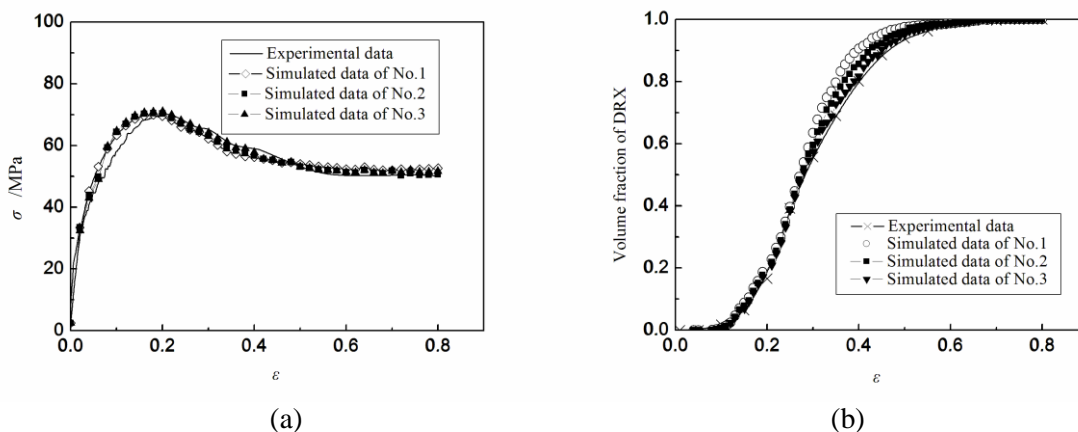 100
80
60
40
20
0
σ /MPa
Experimental data
Simulated data of No.1
Simulated data of No.2
Simulated data of No.3
0.0 0.2 0.4 0.6 0.8
ε
(a)
1.0
0.8
0.6
0.4
0.2
0.0
Volume fraction of DRX
Experimental data
Simulated data of No.1
Simulated data of No.2
Simulated data of No.3
0.0 0.2 0.4 0.6 0.8
ε
(b)